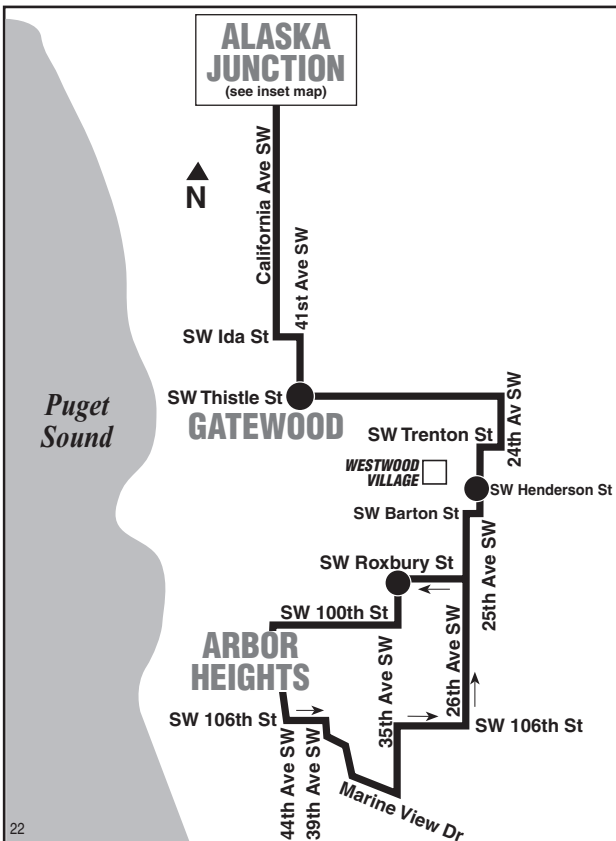 ALASKA
JUNCTION
(see inset map)
N
California Ave SW
41st Ave SW
SW Ida St
SW Thistle St
GATEWOOD
Puget
Sound
24th Av SW
SW Trenton St
WESTWOOD
VILLAGE
SW Henderson St
SW Barton St
25th Ave SW
SW Roxbury St
SW 100th St
ARBOR
HEIGHTS
35th Ave SW
26th Ave SW
SW 106th St
SW 106th St
44th Ave SW
39th Ave SW
Marine View Dr
22